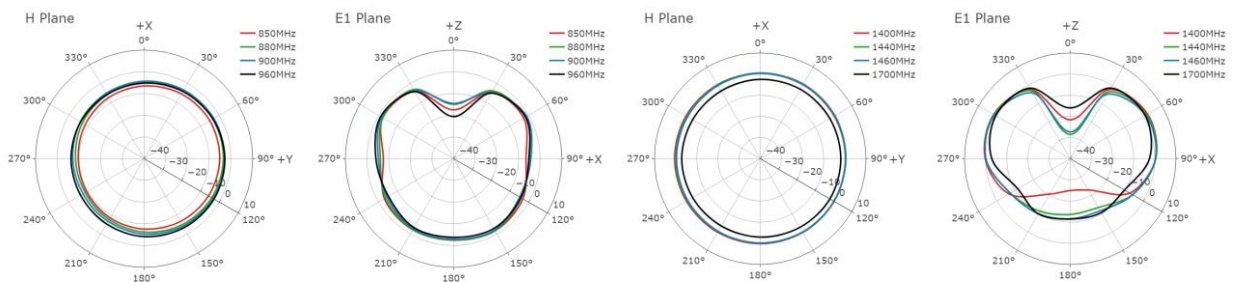 H Plane
+X
0°
30°
60°
90° +Y
120°
150°
180°
210°
240°
270°
300°
330°
−40
−30
−20
−10
0
10
850MHz
880MHz
900MHz
960MHz
E1 Plane
+Z
0°
30°
60°
90° +X
120°
150°
180°
210°
240°
270°
300°
330°
−40
−30
−20
−10
0
10
850MHz
880MHz
900MHz
960MHz
H Plane
+X
0°
30°
60°
90° +Y
120°
150°
180°
210°
240°
270°
300°
330°
−40
−30
−20
−10
0
10
1400MHz
1440MHz
1460MHz
1700MHz
E1 Plane
+Z
0°
30°
60°
90° +X
120°
150°
180°
210°
240°
270°
300°
330°
−40
−30
−20
−10
0
10
1400MHz
1440MHz
1460MHz
1700MHz